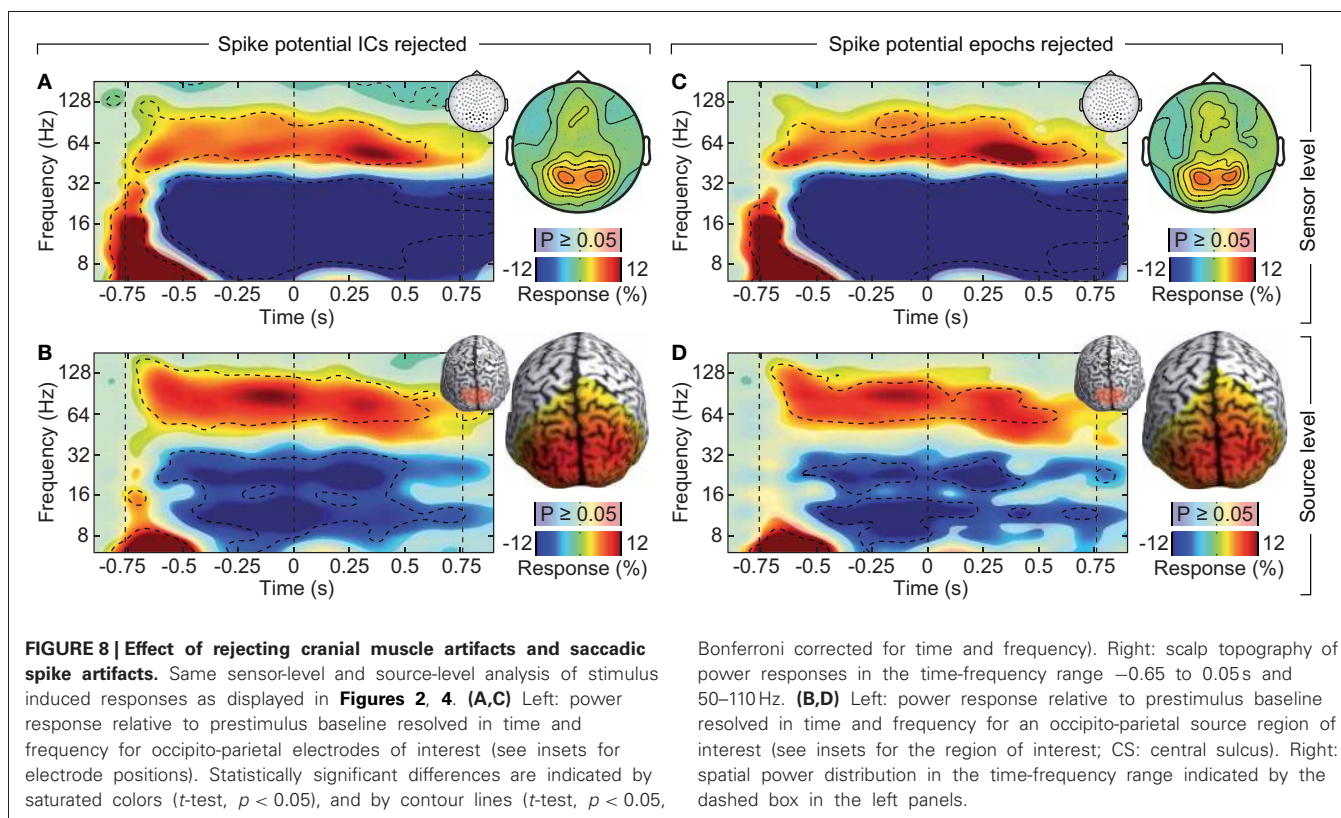 Spike potential ICs rejected
Spike potential epochs rejected
A
Frequency (Hz)
128
64
32
16
8
-0.75 -0.5 -0.25 0 0.25 0.5 0.75
Time (s)
P ≥ 0.05
-12 12
Response (%)
C
Frequency (Hz)
128
64
32
16
8
-0.75 -0.5 -0.25 0 0.25 0.5 0.75
Time (s)
P ≥ 0.05
-12 12
Response (%)
Sensor level
B
Frequency (Hz)
128
64
32
16
8
-0.75 -0.5 -0.25 0 0.25 0.5 0.75
Time (s)
P ≥ 0.05
-12 12
Response (%)
D
Frequency (Hz)
128
64
32
16
8
-0.75 -0.5 -0.25 0 0.25 0.5 0.75
Time (s)
P ≥ 0.05
-12 12
Response (%)
Source level
FIGURE 8 | Effect of rejecting cranial muscle artifacts and saccadic
spike artifacts. Same sensor-level and source-level analysis of stimulus
induced responses as displayed in Figures 2, 4. (A,C) Left: power
response relative to prestimulus baseline resolved in time and
frequency for occipito-parietal electrodes of interest (see insets for
electrode positions). Statistically significant differences are indicated by
saturated colors (t-test, p < 0.05), and by contour lines (t-test, p < 0.05,
Bonferroni corrected for time and frequency). Right: scalp topography of
power responses in the time-frequency range −0.65 to 0.05 s and
50–110 Hz. (B,D) Left: power response relative to prestimulus baseline
resolved in time and frequency for an occipito-parietal source region of
interest (see insets for the region of interest; CS: central sulcus). Right:
spatial power distribution in the time-frequency range indicated by the
dashed box in the left panels.